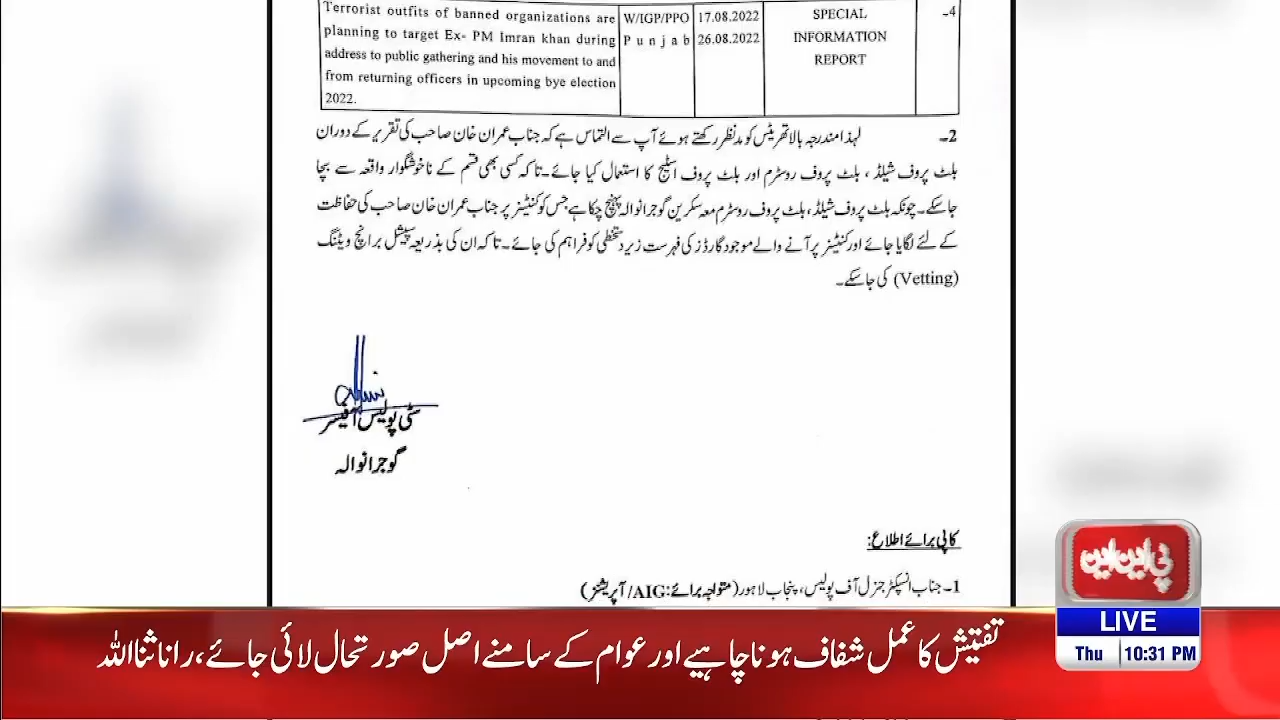 Terrorist outfits of banned organizations are
planning to target Ex- PM Imran khan during
address to public gathering and his movement to and
from returning officers in upcoming bye election
2022.
W/IGP/PPO
Punjab
17.08.2022
26.08.2022
SPECIAL
INFORMATION
REPORT
4۔
2۔ لہذا مندرجہ بالا تھریٹس کو مدنظر رکھتے ہوئے آپ سے التماس ہے کہ جناب عمران خان صاحب کی تقریر کے دوران
بلٹ پروف شیلڈ ، بلٹ پروف روسٹرم اور بلٹ پروف اسٹیج کا استعمال کیا جائے۔ تاکہ کسی بھی قسم کے ناخوشگوار واقعہ سے بچا
جاسکے۔ چونکہ بلٹ پروف شیلڈ، بلٹ پروف روسٹرم معہ سکرین گوجرانوالہ پہنچ چکا ہے جس کو کنٹینر پر جناب عمران خان صاحب کی حفاظت
کے لئے لگایا جائے اور کنٹینر پر آنے والے موجود گارڈز کی فہرست زیر دستخطی کو فراہم کی جائے۔ تاکہ ان کی بذریعہ سپیشل برانچ ویٹنگ
(Vetting) کی جاسکے۔
سٹی پولیس آفیسر
گوجرانوالہ
کاپی برائے اطلاع:
1۔ جناب انسپکٹر جنرل آف پولیس، پنجاب لاہور (متواجہ برائے: AIG/آپریشنز)
پی این این
LIVE
Thu 10:31 PM
تفتیش کا عمل شفاف ہونا چاہیے اور عوام کے سامنے اصل صورتحال لائی جائے، رانا ثنا اللہ